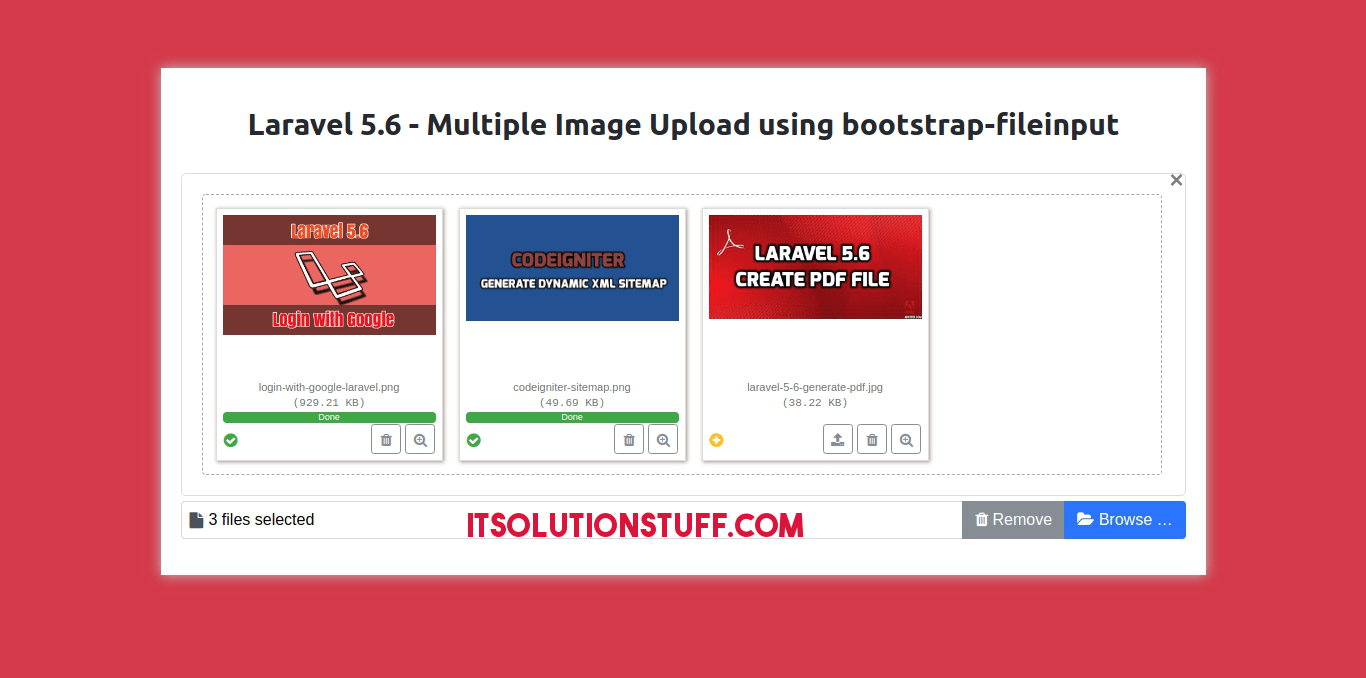 Laravel 5.6 - Multiple Image Upload using bootstrap-fileinput
×
Laravel 5.6
Login with Google
login-with-google-laravel.png
(929.21 KB)
Done
CODEIGNITER
GENERATE DYNAMIC XML SITEMAP
codeigniter-sitemap.png
(49.69 KB)
Done
LARAVEL 5.6
CREATE PDF FILE
laravel-5-6-generate-pdf.jpg
(38.22 KB)
3 files selected
ITSOLUTIONSTUFF.COM
Remove
Browse …